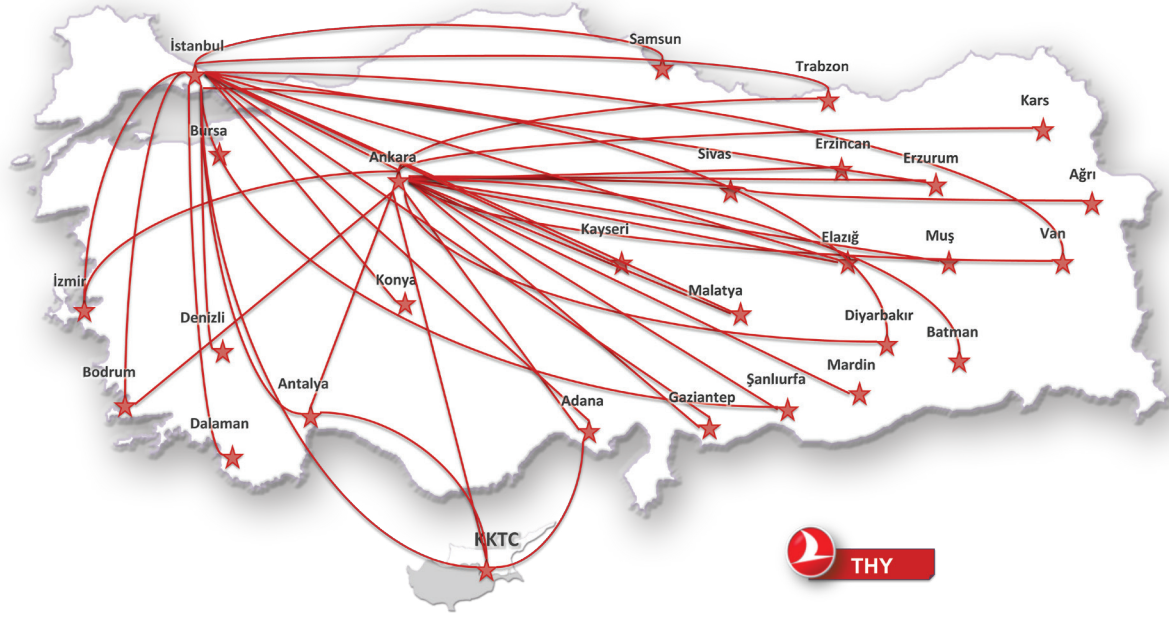 İstanbul
Samsun
Trabzon
Kars
Bursa
Ankara
Sivas
Erzincan
Erzurum
Ağrı
Kayseri
Elazığ
Muş
Van
İzmir
Konya
Malatya
Denizli
Diyarbakır
Batman
Bodrum
Antalya
Adana
Gaziantep
Şanlıurfa
Mardin
Dalaman
KKTC
THY